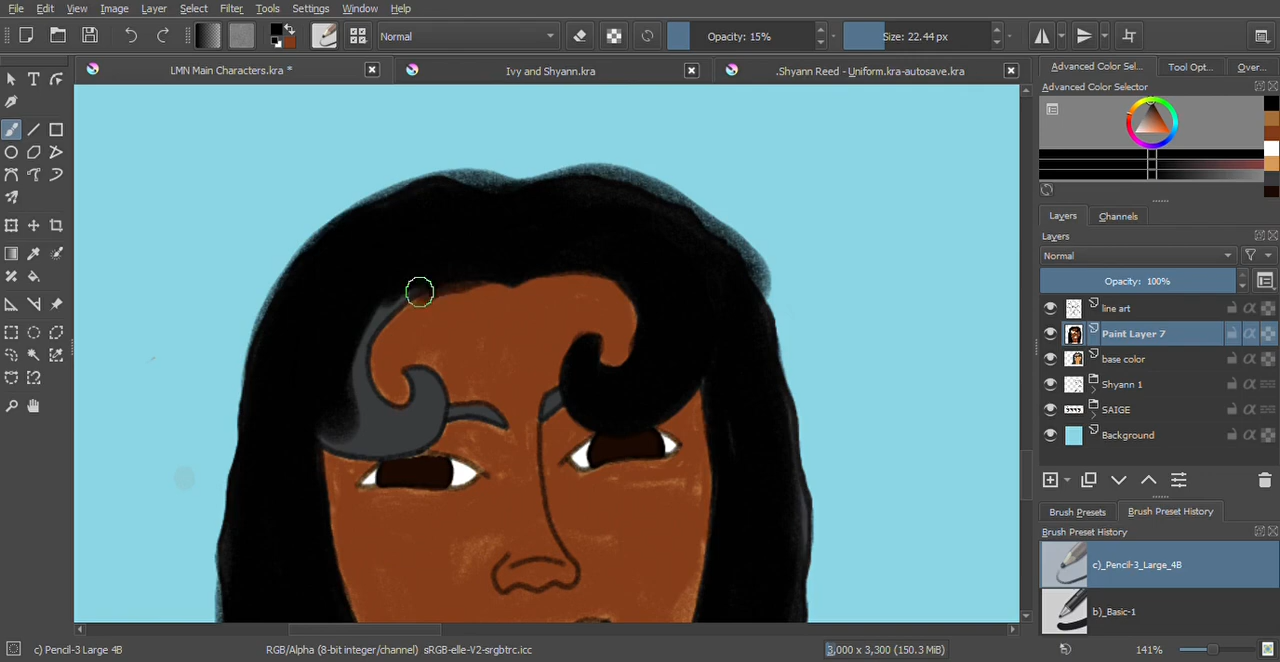 File Edit View Image Layer Select Filter Tools Settings Window Help
Normal Opacity: 15% Size: 22.44 px
LMN Main Characters.kra * Ivy and Shyann.kra .Shyann Reed - Uniform.kra-autosave.kra
Advanced Color Sel... Tool Opt... Over...
Advanced Color Selector
Layers Channels
Layers
Normal
Opacity: 100%
line art
Paint Layer 7
base color
Shyann 1
SAIGE
Background
Brush Presets Brush Preset History
Brush Preset History
c)_Pencil-3_Large_4B
b)_Basic-1
c) Pencil-3 Large 4B RGB/Alpha (8-bit integer/channel) sRGB-elle-V2-srgbtrc.icc 3,000 x 3,300 (150.3 MiB) 141%